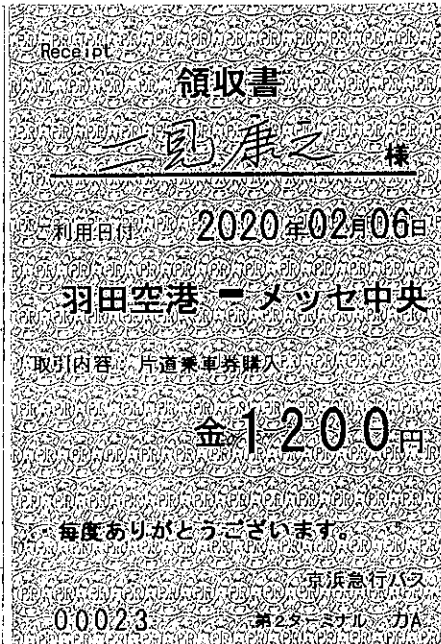 Receipt
領収書
二見康之 様
利用日付 2020年02月06日
羽田空港 ー メッセ中央
取引内容: 片道乗車券購入
金1200円
毎度ありがとうございます。
京浜急行バス
00023 第2ターミナル カA